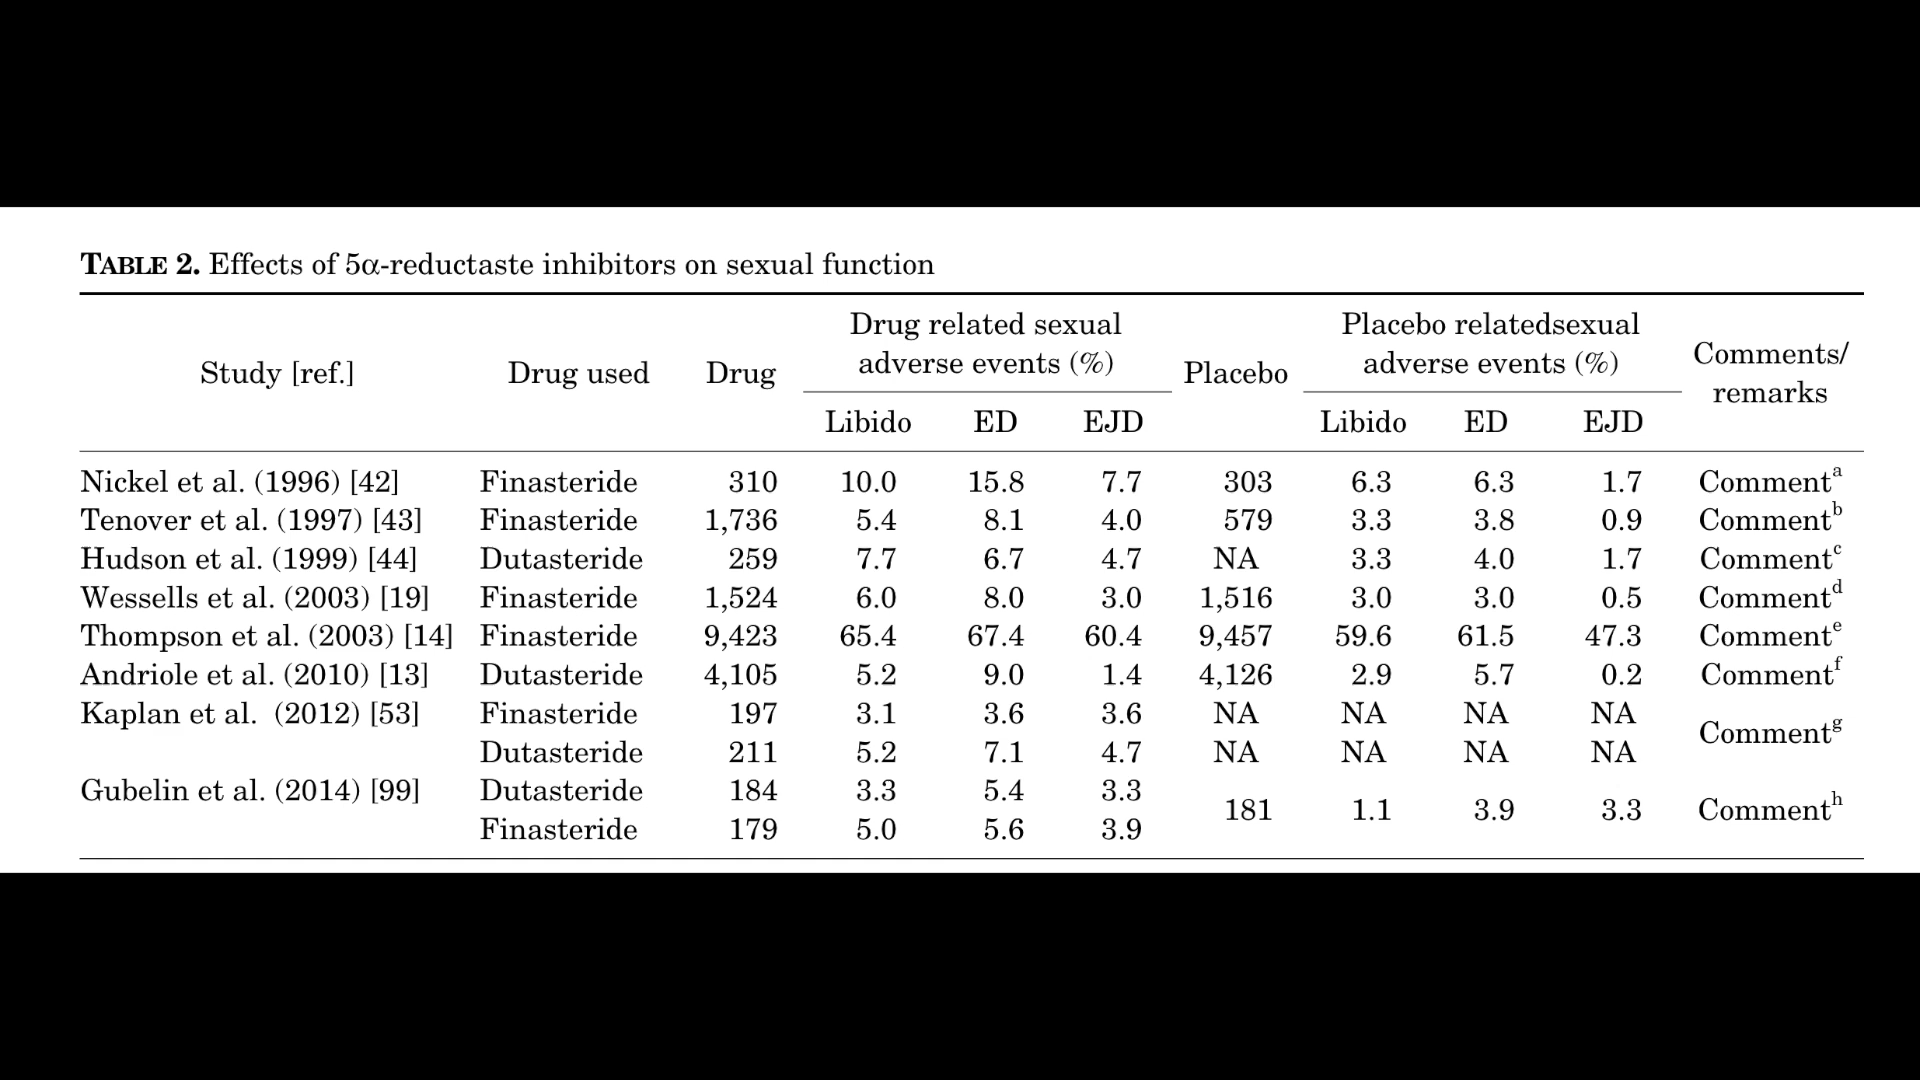 TABLE 2. Effects of 5α-reductaste inhibitors on sexual function
Study [ref.] Drug used Drug Drug related sexual adverse events (%) Placebo Placebo relatedsexual adverse events (%) Comments/ remarks
Libido ED EJD Libido ED EJD
Nickel et al. (1996) [42] Finasteride 310 10.0 15.8 7.7 303 6.3 6.3 1.7 Commentᵃ
Tenover et al. (1997) [43] Finasteride 1,736 5.4 8.1 4.0 579 3.3 3.8 0.9 Commentᵇ
Hudson et al. (1999) [44] Dutasteride 259 7.7 6.7 4.7 NA 3.3 4.0 1.7 Commentᶜ
Wessells et al. (2003) [19] Finasteride 1,524 6.0 8.0 3.0 1,516 3.0 3.0 0.5 Commentᵈ
Thompson et al. (2003) [14] Finasteride 9,423 65.4 67.4 60.4 9,457 59.6 61.5 47.3 Commentᵉ
Andriole et al. (2010) [13] Dutasteride 4,105 5.2 9.0 1.4 4,126 2.9 5.7 0.2 Commentᶠ
Kaplan et al. (2012) [53] Finasteride 197 3.1 3.6 3.6 NA NA NA NA Commentᵍ
Dutasteride 211 5.2 7.1 4.7 NA NA NA NA
Gubelin et al. (2014) [99] Dutasteride 184 3.3 5.4 3.3 181 1.1 3.9 3.3 Commentʰ
Finasteride 179 5.0 5.6 3.9